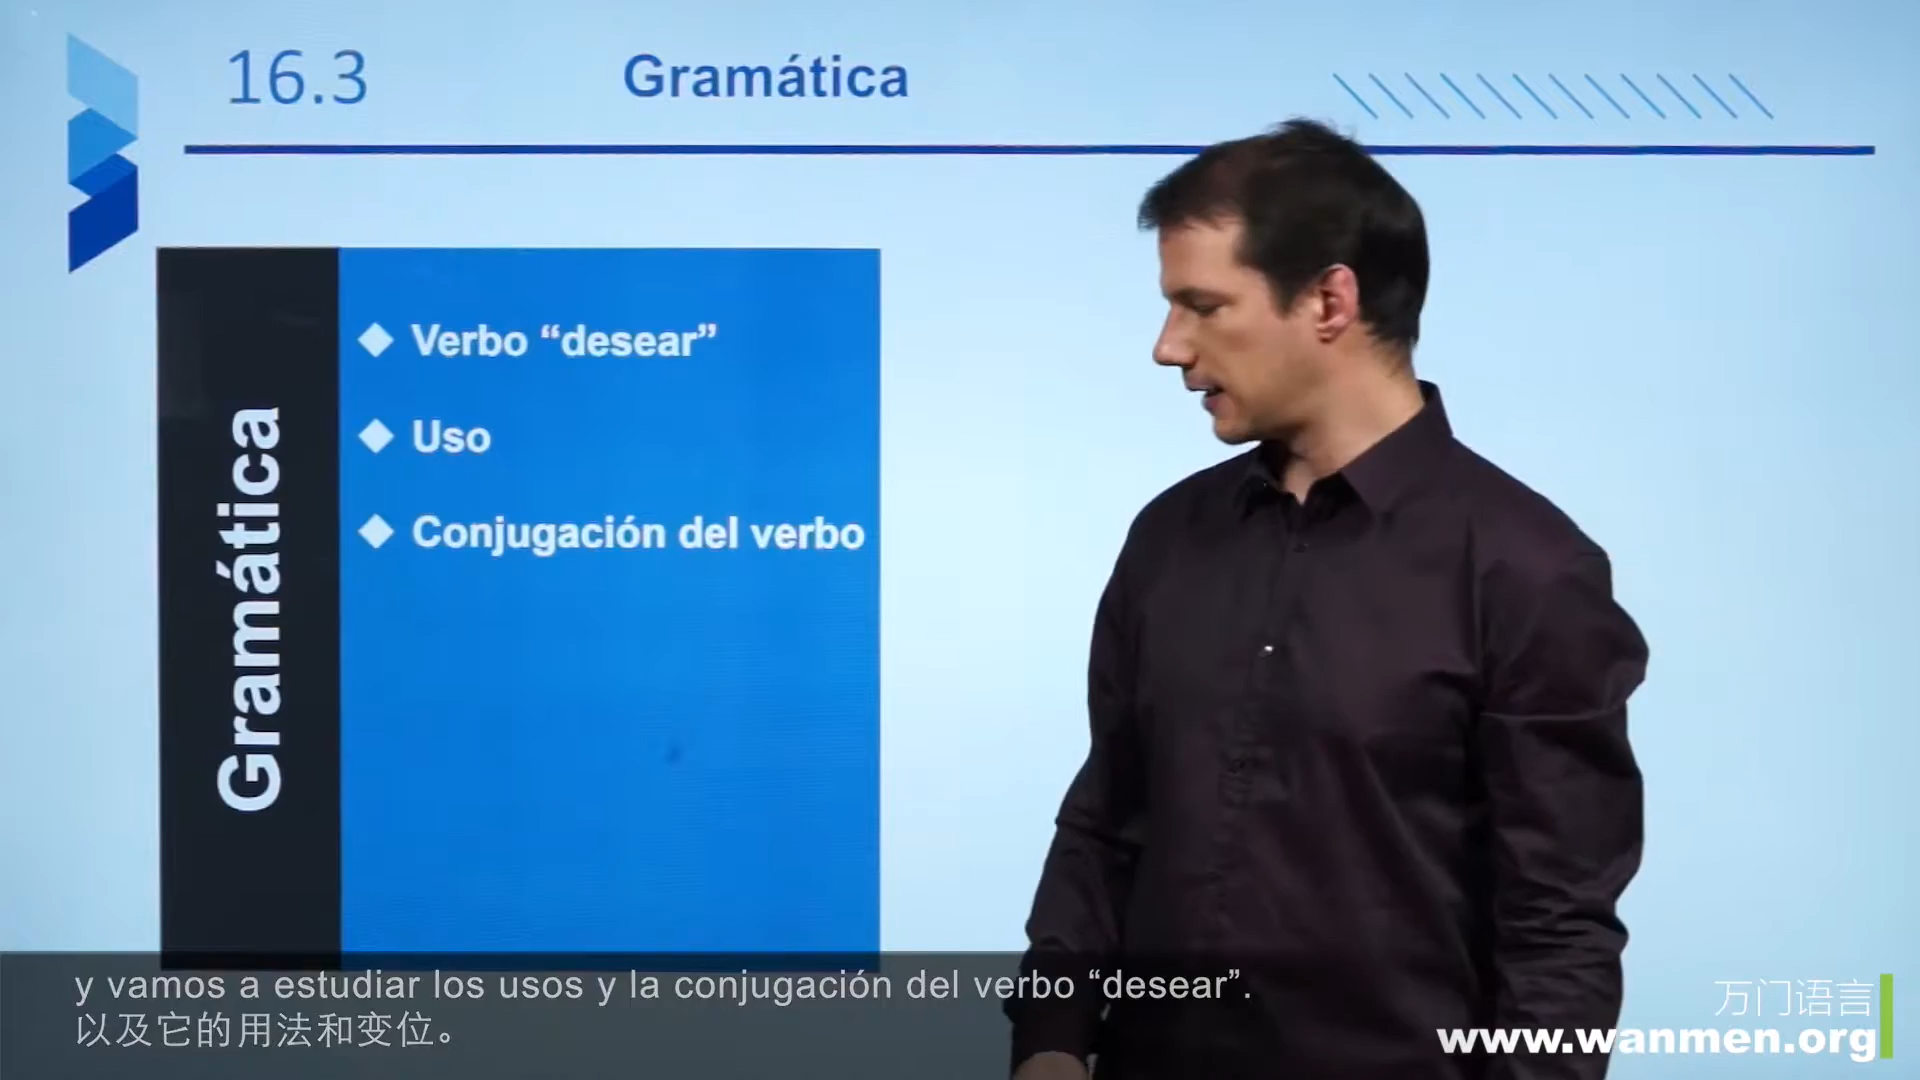 16.3
Gramática
Gramática
Verbo “desear”
Uso
Conjugación del verbo
y vamos a estudiar los usos y la conjugación del verbo “desear”.
以及它的用法和变位。
万门语言
www.wanmen.org